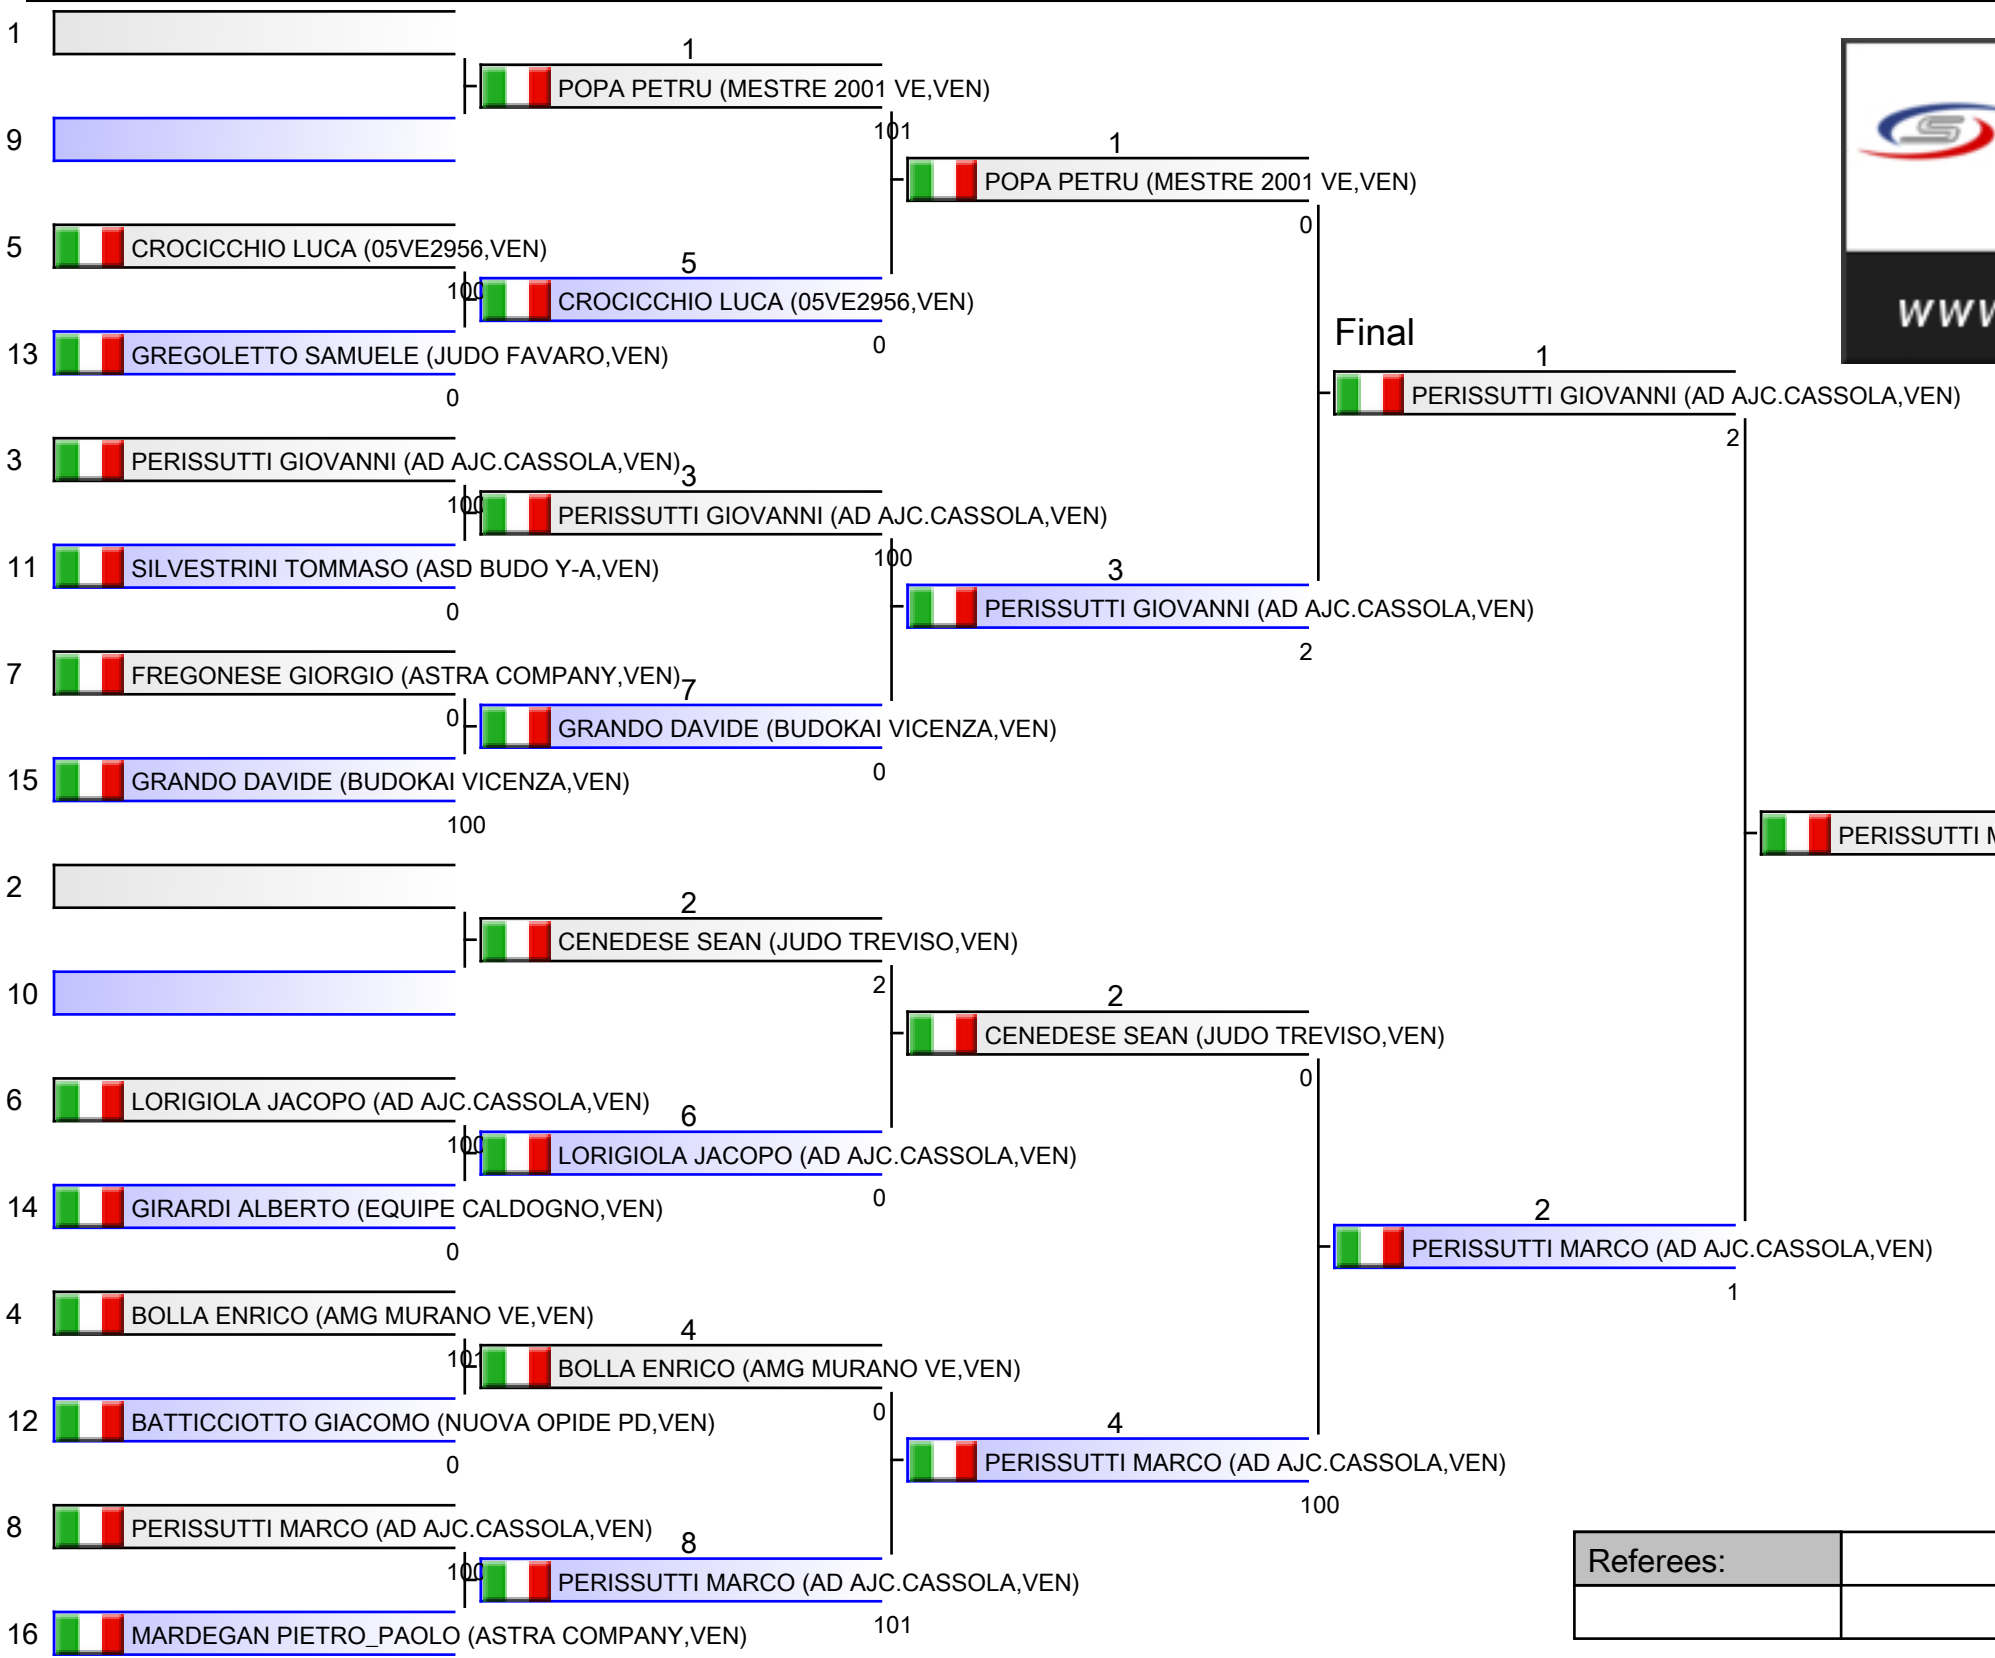 1
1
POPA PETRU (MESTRE 2001 VE,VEN)
9
101
1
POPA PETRU (MESTRE 2001 VE,VEN)
0
5
CROCICCHIO LUCA (05VE2956,VEN)
100
5
CROCICCHIO LUCA (05VE2956,VEN)
0
13
GREGOLETTO SAMUELE (JUDO FAVARO,VEN)
0
Final
1
PERISSUTTI GIOVANNI (AD AJC.CASSOLA,VEN)
2
3
PERISSUTTI GIOVANNI (AD AJC.CASSOLA,VEN)
100
3
PERISSUTTI GIOVANNI (AD AJC.CASSOLA,VEN)
100
11
SILVESTRINI TOMMASO (ASD BUDO Y-A,VEN)
0
3
PERISSUTTI GIOVANNI (AD AJC.CASSOLA,VEN)
2
7
FREGONESE GIORGIO (ASTRA COMPANY,VEN)
0
7
GRANDO DAVIDE (BUDOKAI VICENZA,VEN)
0
15
GRANDO DAVIDE (BUDOKAI VICENZA,VEN)
100
PERISSUTTI
2
2
CENEDESE SEAN (JUDO TREVISO,VEN)
2
10
2
CENEDESE SEAN (JUDO TREVISO,VEN)
0
6
LORIGIOLA JACOPO (AD AJC.CASSOLA,VEN)
100
6
LORIGIOLA JACOPO (AD AJC.CASSOLA,VEN)
0
14
GIRARDI ALBERTO (EQUIPE CALDOGNO,VEN)
0
2
PERISSUTTI MARCO (AD AJC.CASSOLA,VEN)
1
4
BOLLA ENRICO (AMG MURANO VE,VEN)
101
4
BOLLA ENRICO (AMG MURANO VE,VEN)
0
12
BATTICCIOTTO GIACOMO (NUOVA OPIDE PD,VEN)
0
4
PERISSUTTI MARCO (AD AJC.CASSOLA,VEN)
100
8
PERISSUTTI MARCO (AD AJC.CASSOLA,VEN)
100
8
PERISSUTTI MARCO (AD AJC.CASSOLA,VEN)
101
16
MARDEGAN PIETRO_PAOLO (ASTRA COMPANY,VEN)
Referees: